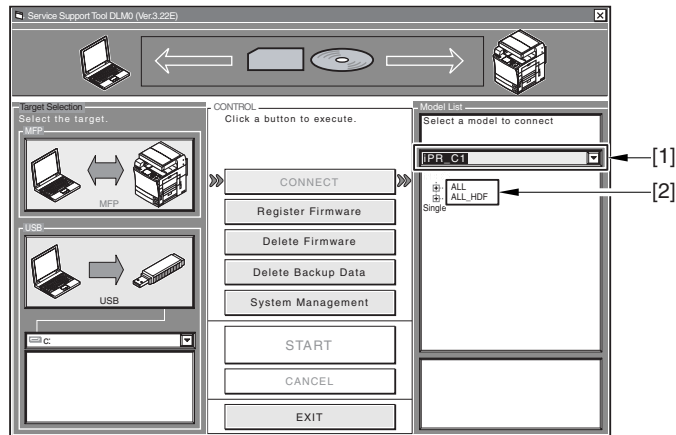 Service Support Tool DLM0 (Ver.3.22E)
Target Selection
Select the target.
MFP
MFP
USB
USB
C:
CONTROL
Click a button to execute.
CONNECT
Register Firmware
Delete Firmware
Delete Backup Data
System Management
START
CANCEL
EXIT
Model List
Select a model to connect
iPR_C1
ALL
ALL_HDF
Single
[1]
[2]